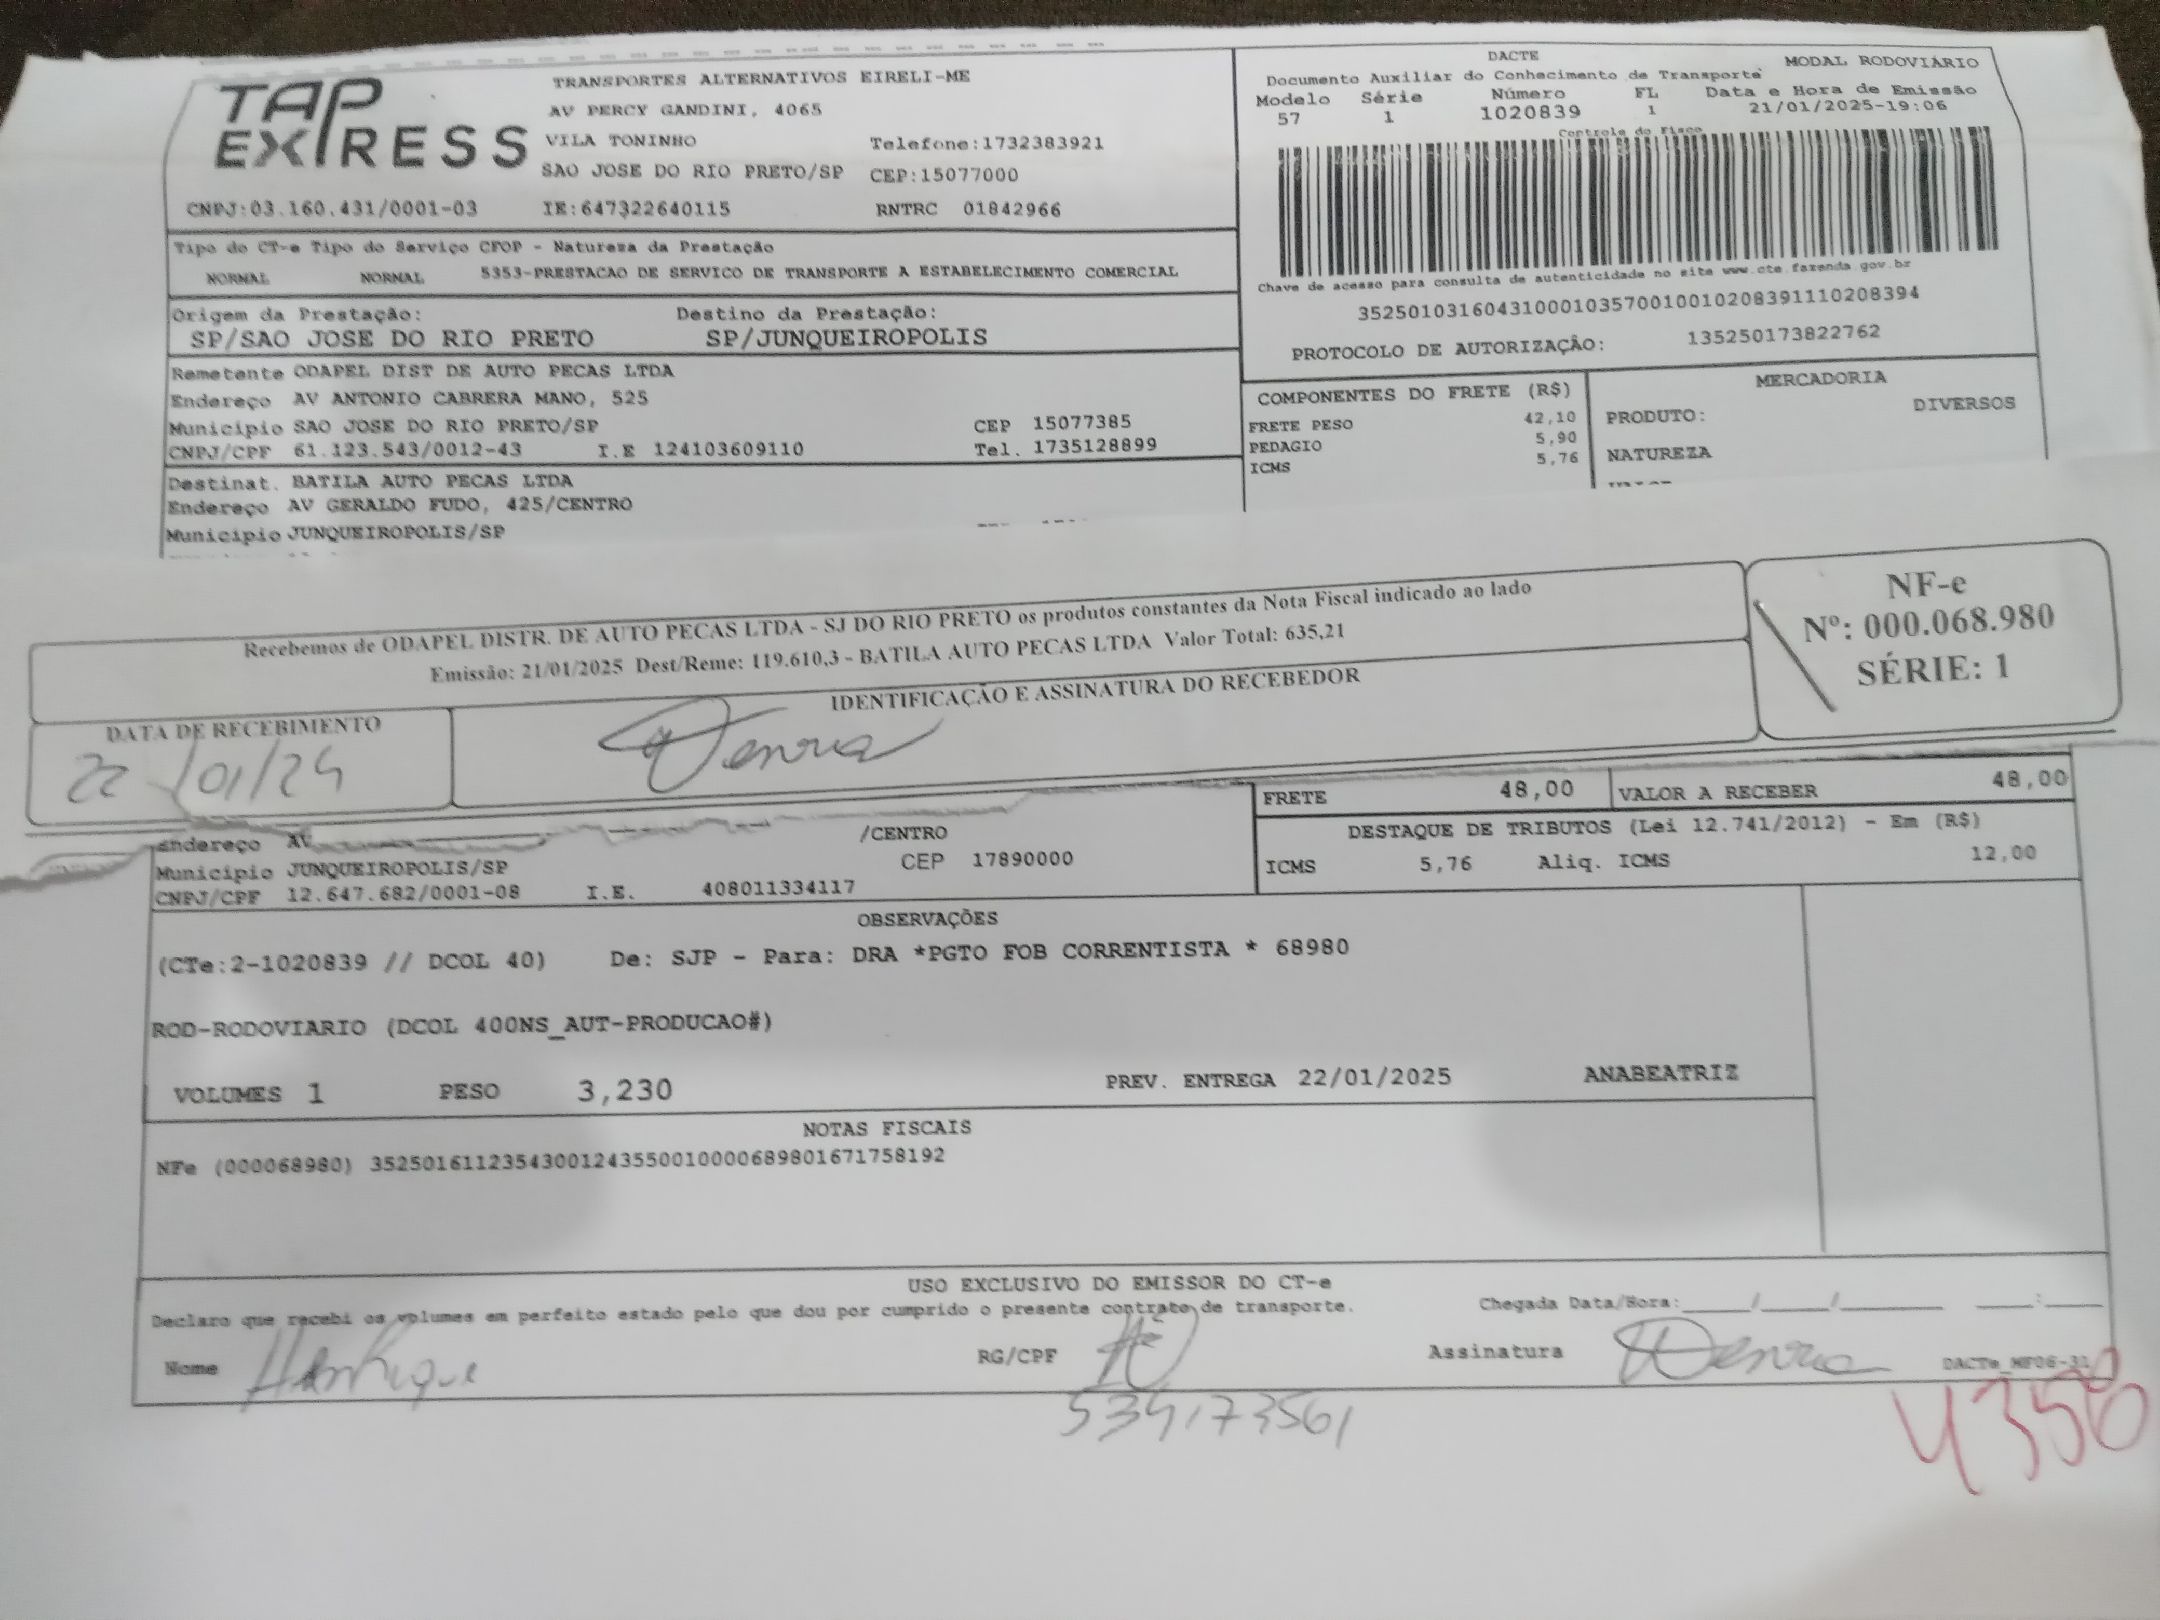 TAP EXPRESS
TRANSPORTES ALTERNATIVOS EIRELI-ME
AV PERCY GANDINI, 4065
VILA TONINHO Telefone:1732383921
SAO JOSE DO RIO PRETO/SP CEP:15077000
CNPJ:03.160.431/0001-03 IE:647322640115 RNTRC 01842966
DACTE MODAL RODOVIÁRIO
Documento Auxiliar do Conhecimento de Transporte
Modelo Série Número FL Data e Hora de Emissão
57 1 1020839 1 21/01/2025-19:06
Controle do Fisco
Chave de acesso para consulta de autenticidade no site www.cte.fazenda.gov.br
35250103160431000103570010010208391110208394
PROTOCOLO DE AUTORIZAÇÃO: 135250173822762
Tipo do CT-e Tipo do Serviço CFOP - Natureza da Prestação
NORMAL NORMAL 5353-PRESTACAO DE SERVICO DE TRANSPORTE A ESTABELECIMENTO COMERCIAL
Origem da Prestação: Destino da Prestação:
SP/SAO JOSE DO RIO PRETO SP/JUNQUEIROPOLIS
Remetente ODAPEL DIST DE AUTO PECAS LTDA
Endereço AV ANTONIO CABRERA MANO, 525
Município SAO JOSE DO RIO PRETO/SP CEP 15077385
CNPJ/CPF 61.123.543/0012-43 I.E 124103609110 Tel. 1735128899
Destinat. BATILA AUTO PECAS LTDA
Endereço AV GERALDO FUDO, 425/CENTRO
Município JUNQUEIROPOLIS/SP
COMPONENTES DO FRETE (R$)
FRETE PESO 42,10
PEDAGIO 5,90
ICMS 5,76
MERCADORIA
PRODUTO: DIVERSOS
NATUREZA
Recebemos de ODAPEL DISTR. DE AUTO PECAS LTDA - SJ DO RIO PRETO os produtos constantes da Nota Fiscal indicado ao lado
Emissão: 21/01/2025 Dest/Reme: 119.610,3 - BATILA AUTO PECAS LTDA Valor Total: 635,21
NF-e
Nº: 000.068.980
SÉRIE: 1
DATA DE RECEBIMENTO
22/01/24
IDENTIFICAÇÃO E ASSINATURA DO RECEBEDOR
FRETE 48,00 VALOR A RECEBER 48,00
DESTAQUE DE TRIBUTOS (Lei 12.741/2012) - Em (R$)
ICMS 5,76 Aliq. ICMS 12,00
Endereço AV /CENTRO
Município JUNQUEIROPOLIS/SP CEP 17890000
CNPJ/CPF 12.647.682/0001-08 I.E. 408011334117
OBSERVAÇÕES
(CTe:2-1020839 // DCOL 40) De: SJP - Para: DRA *PGTO FOB CORRENTISTA * 68980
ROD-RODOVIARIO (DCOL 400NS_AUT-PRODUCAO#)
VOLUMES 1 PESO 3,230 PREV. ENTREGA 22/01/2025 ANABEATRIZ
NOTAS FISCAIS
NFe (000068980) 35250161123543001243550010000689801671758192
USO EXCLUSIVO DO EMISSOR DO CT-e
Declaro que recebi os volumes em perfeito estado pelo que dou por cumprido o presente contrato de transporte. Chegada Data/Hora:____/____/____ ___:___
Nome Henrique RG/CPF Assinatura
534173561